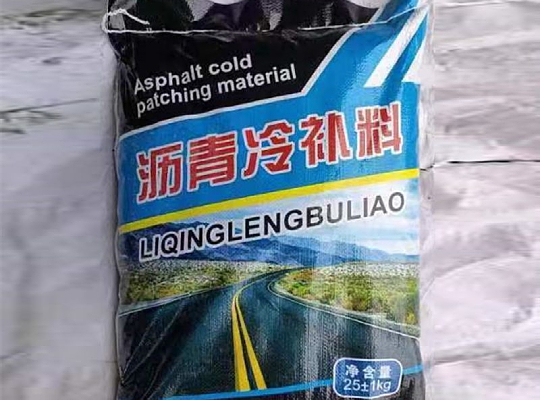 Asphalt cold
patching material
沥青冷补料
LIQINGLENGBULIAO
净含量
25±1kg